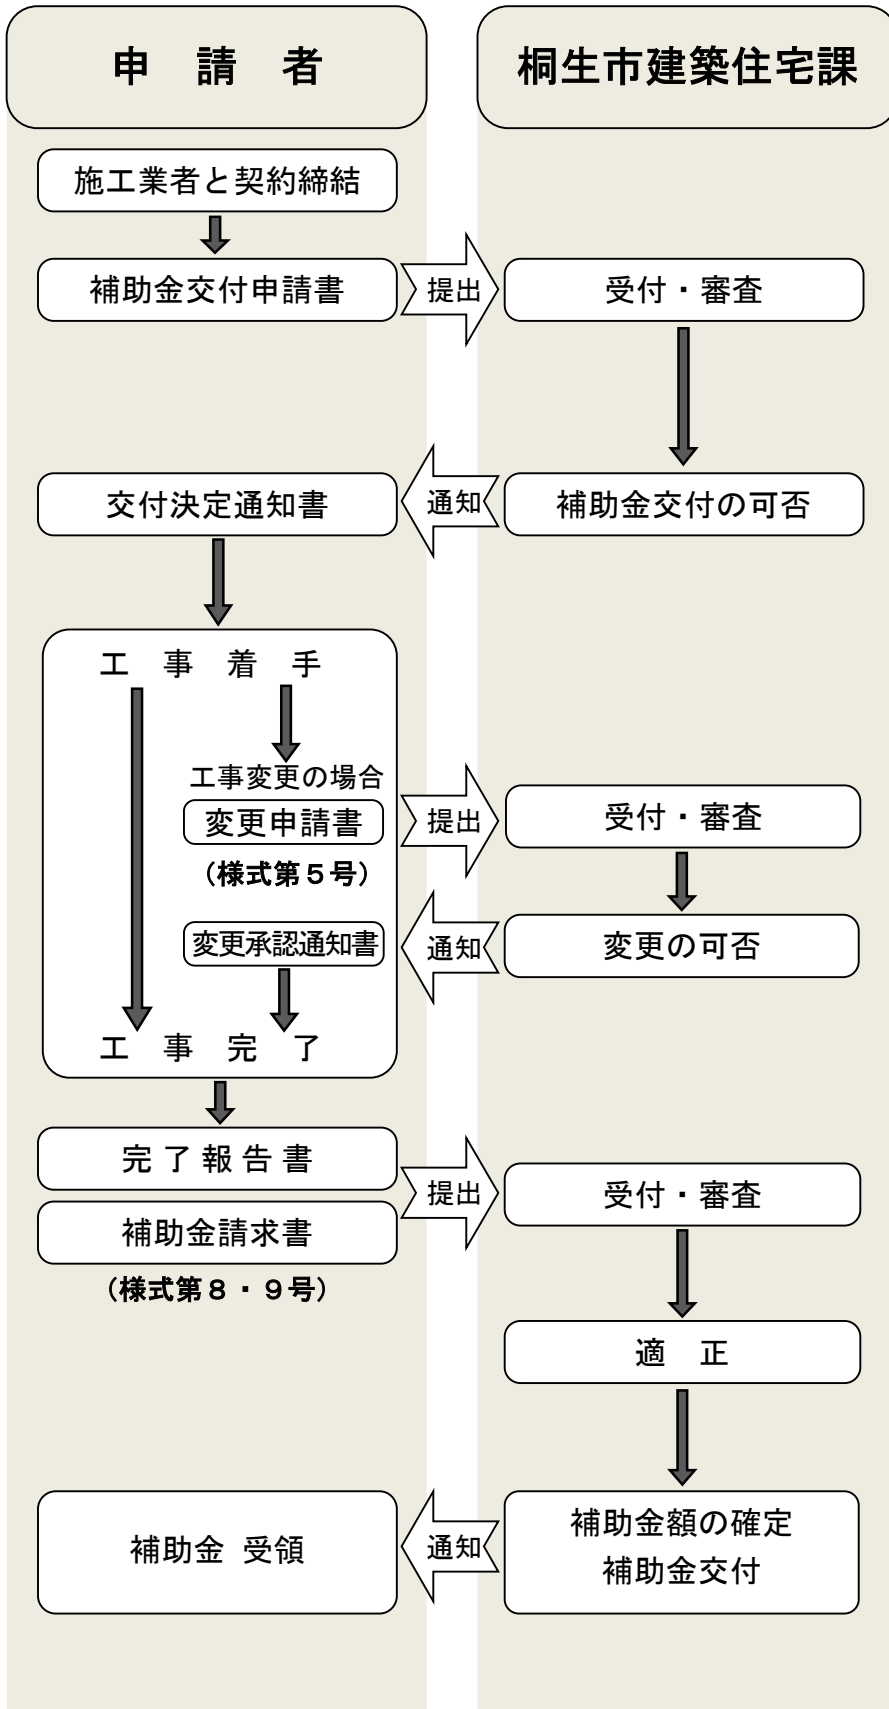 申　請　者
桐生市建築住宅課
施工業者と契約締結
補助金交付申請書
提出
受付・審査
交付決定通知書
通知
補助金交付の可否
工　事　着　手
工事変更の場合
変更申請書
（様式第５号）
提出
受付・審査
変更承認通知書
通知
変更の可否
工　事　完　了
完了報告書
補助金請求書
（様式第８・９号）
提出
受付・審査
適　正
補助金 受領
通知
補助金額の確定
補助金交付